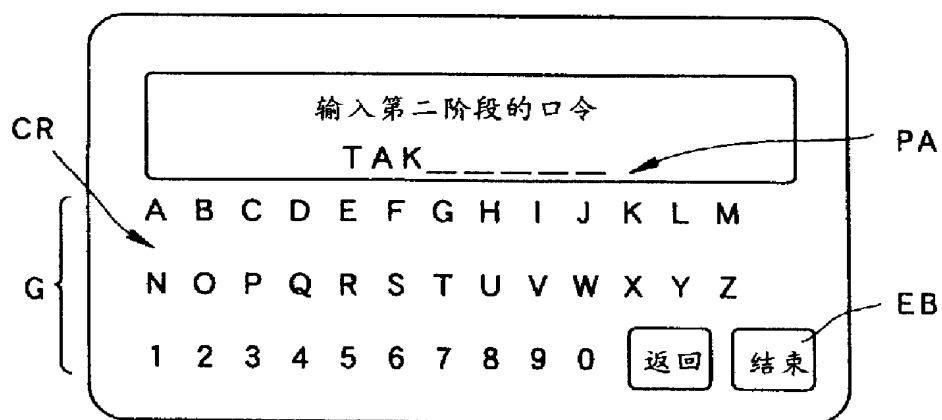 输入第二阶段的口令
TAK_____
CR
PA
A B C D E F G H I J K L M
G
N O P Q R S T U V W X Y Z
EB
1 2 3 4 5 6 7 8 9 0 返回 结束